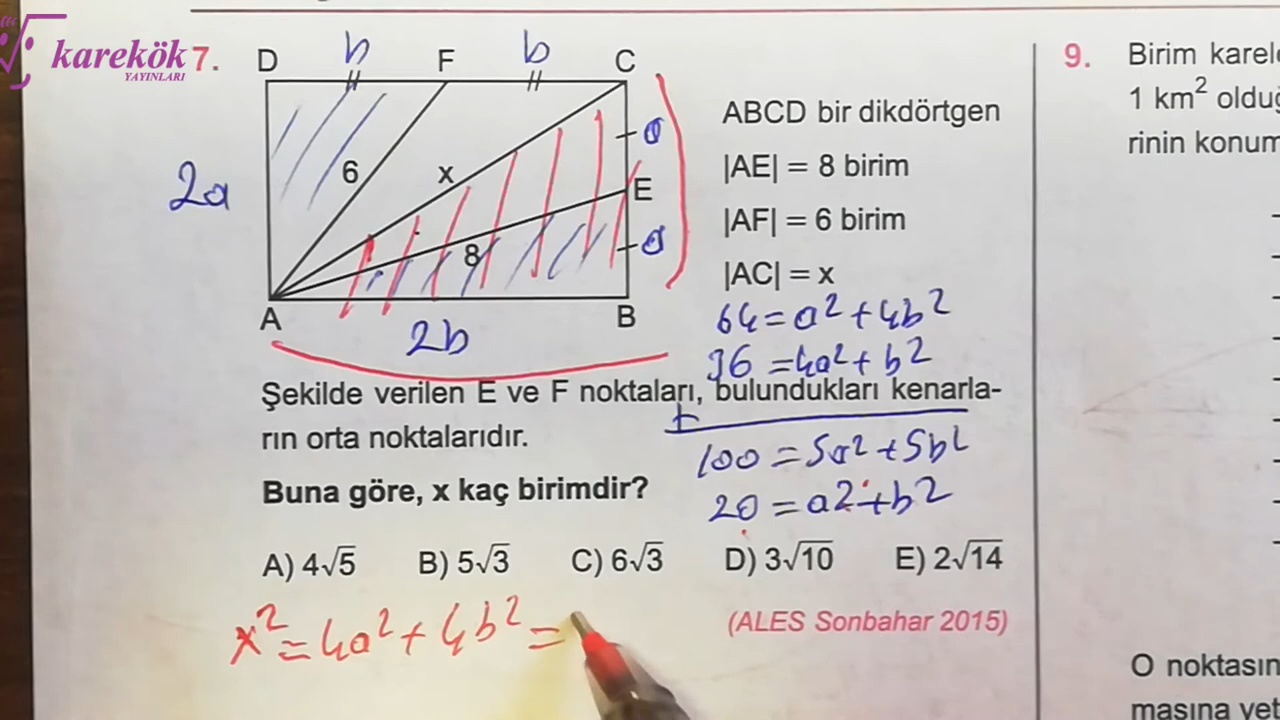 karekök
YAYINLARI
7.
D b F b C
2a
6
x
E
8
a
a
A
B
2b
ABCD bir dikdörtgen
|AE| = 8 birim
|AF| = 6 birim
|AC| = x
64 = a² + 4b²
36 = 4a² + b²
+
100 = 5a² + 5b²
20 = a² + b²
Şekilde verilen E ve F noktaları, bulundukları kenarla-
rın orta noktalarıdır.
Buna göre, x kaç birimdir?
A) 4√5 B) 5√3 C) 6√3 D) 3√10 E) 2√14
(ALES Sonbahar 2015)
x² = 4a² + 4b² =
9.
Birim karel
1 km² olduğ
rinin konum
O noktasın
masına yet